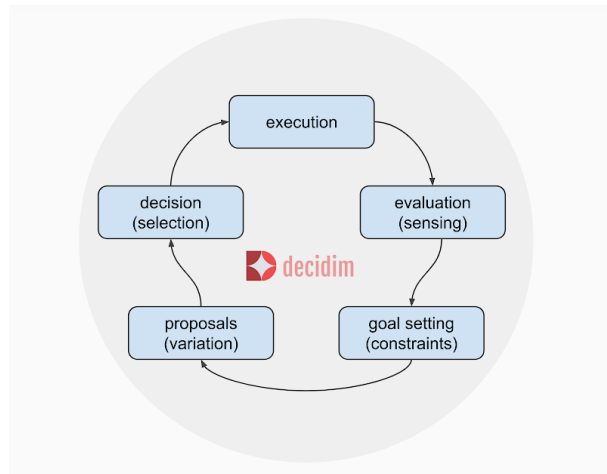 execution
decision
(selection)
evaluation
(sensing)
decidim
proposals
(variation)
goal setting
(constraints)